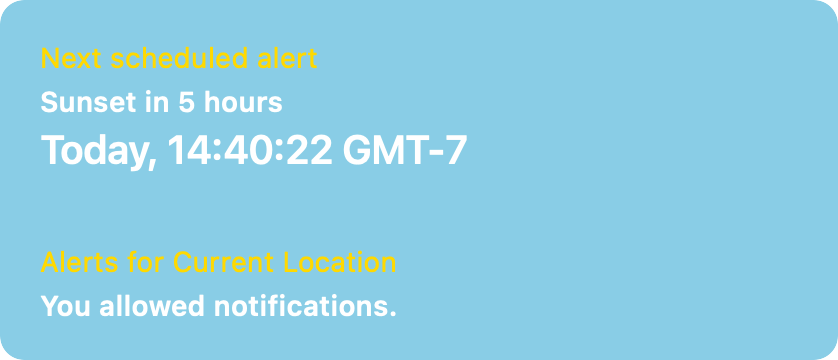 Next scheduled alert
Sunset in 5 hours
Today, 14:40:22 GMT-7
Alerts for Current Location
You allowed notifications.